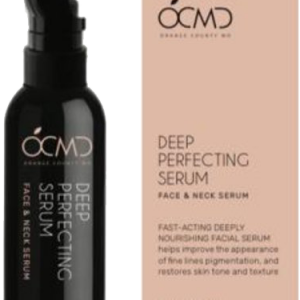 OCMD
ORANGE COUNTY MD
DEEP
PERFECTING
SERUM
FACE & NECK SERUM
OCMD
ORANGE COUNTY MD
DEEP
PERFECTING
SERUM
FACE & NECK SERUM
FAST-ACTING DEEPLY
NOURISHING FACIAL SERUM
helps improve the appearance
of fine lines pigmentation, and
restores skin tone and texture